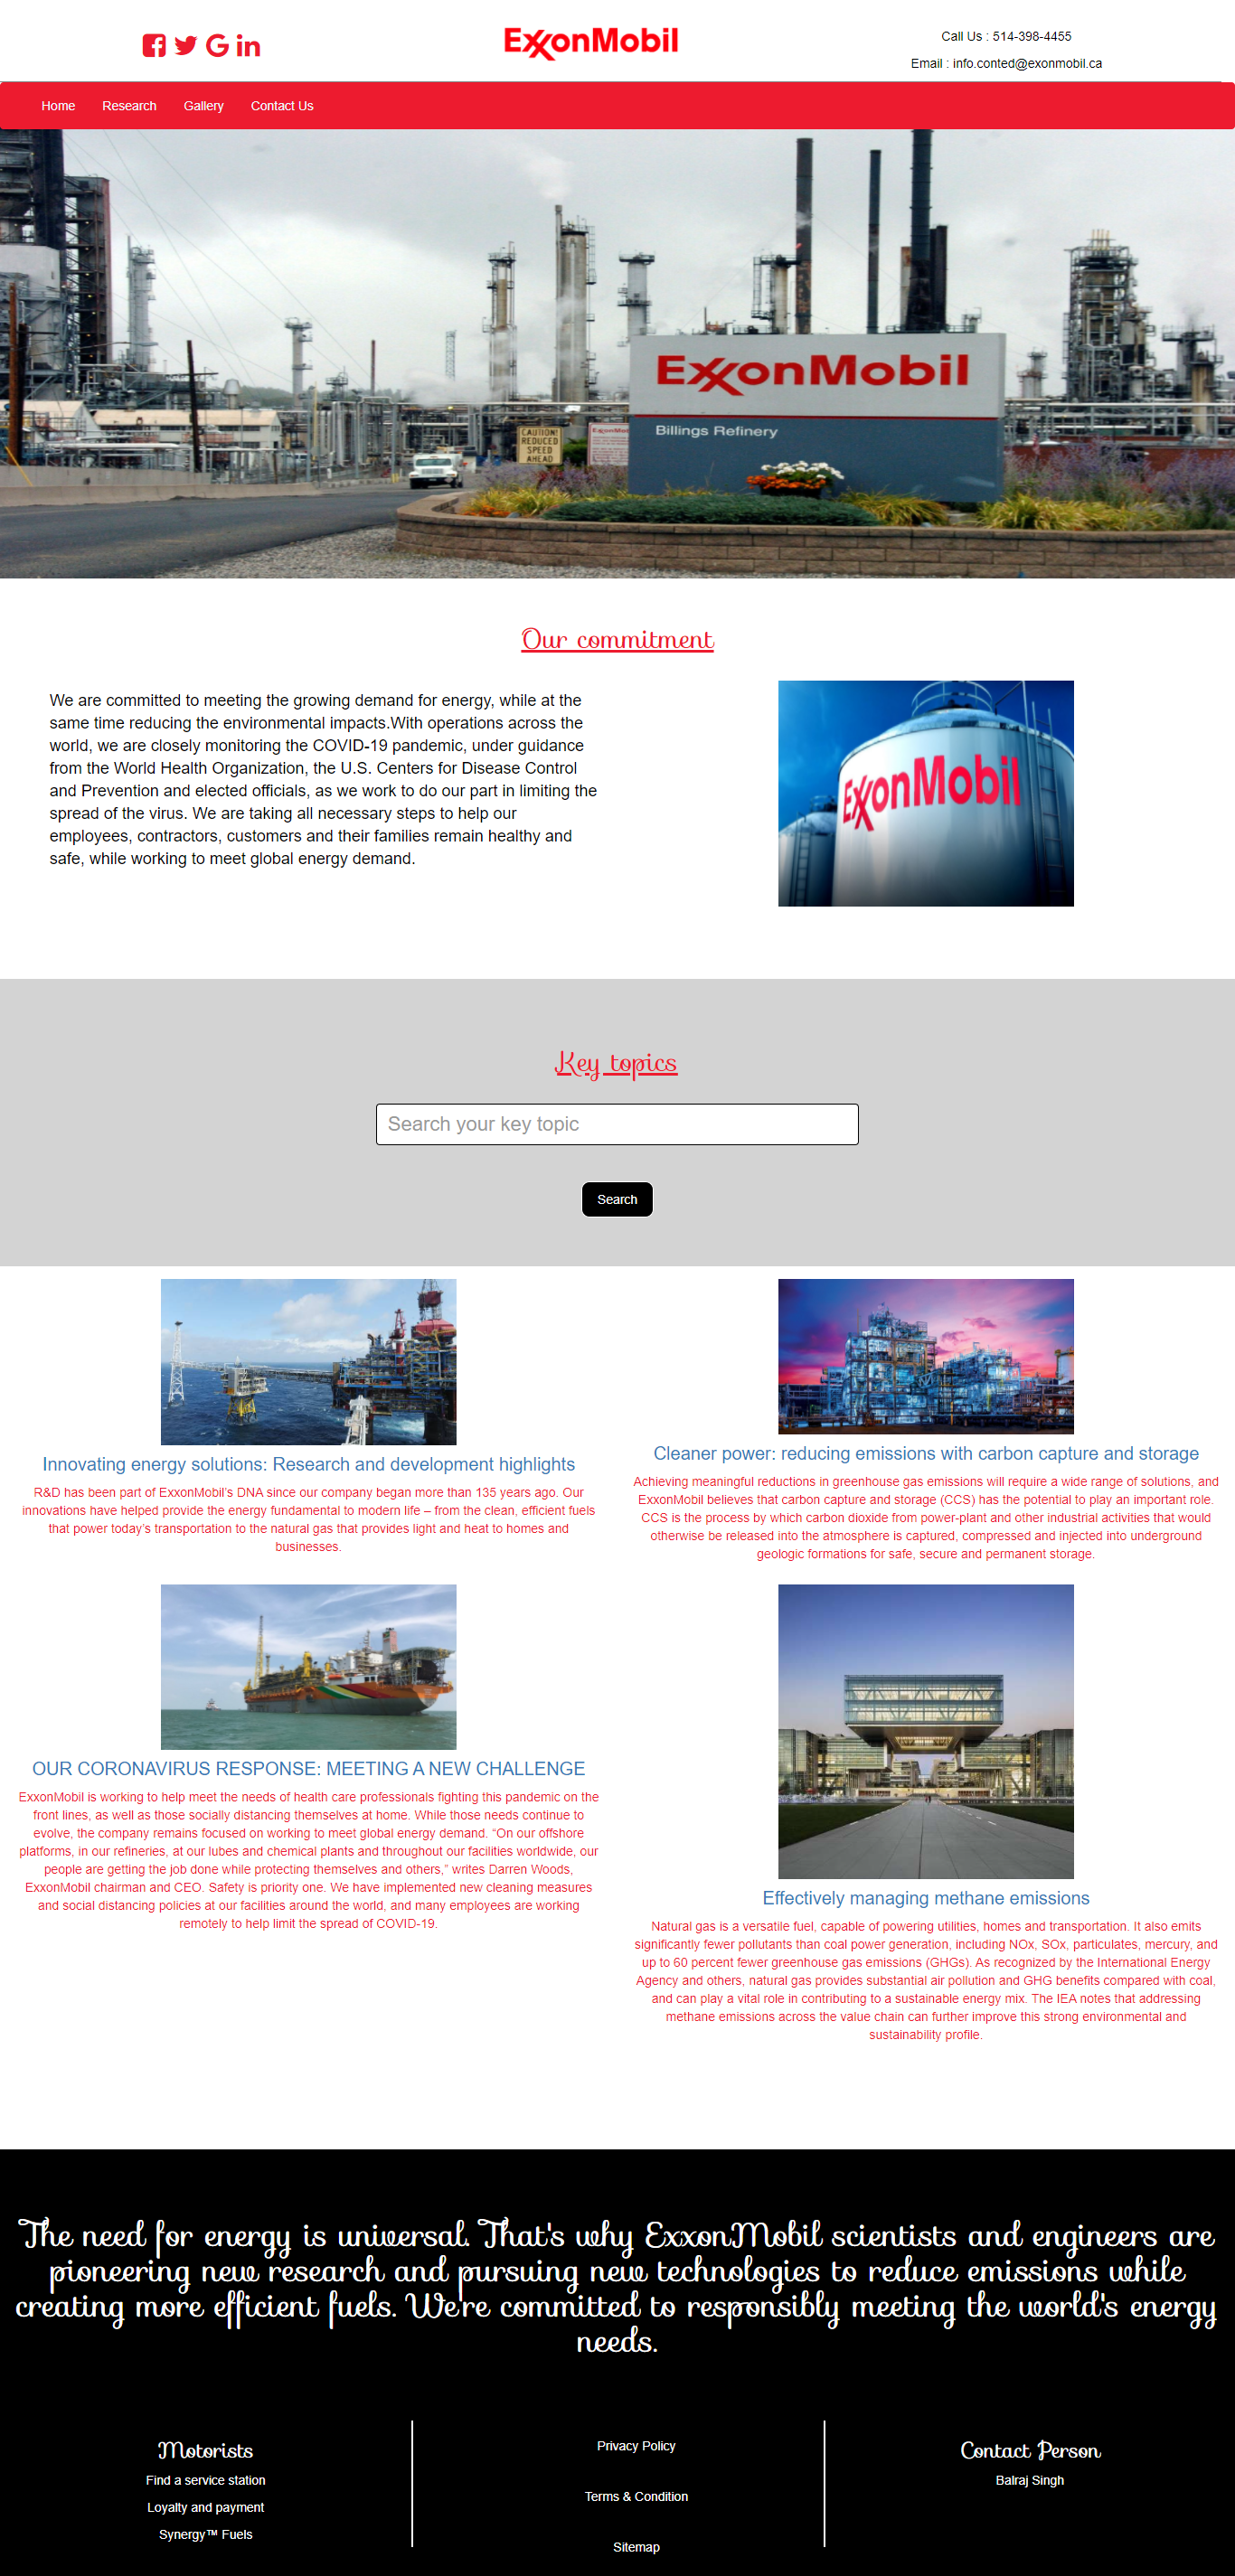 ExxonMobil
Call Us : 514-398-4455
Email : info.conted@exonmobil.ca
Home Research Gallery Contact Us
ExxonMobil
Billings Refinery
CAUTION!
REDUCED
SPEED
AHEAD
ExxonMobil
Our commitment
We are committed to meeting the growing demand for energy, while at the
same time reducing the environmental impacts.With operations across the
world, we are closely monitoring the COVID-19 pandemic, under guidance
from the World Health Organization, the U.S. Centers for Disease Control
and Prevention and elected officials, as we work to do our part in limiting the
spread of the virus. We are taking all necessary steps to help our
employees, contractors, customers and their families remain healthy and
safe, while working to meet global energy demand.
ExxonMobil
Key topics
Search your key topic
Search
Innovating energy solutions: Research and development highlights
R&D has been part of ExxonMobil’s DNA since our company began more than 135 years ago. Our
innovations have helped provide the energy fundamental to modern life – from the clean, efficient fuels
that power today’s transportation to the natural gas that provides light and heat to homes and
businesses.
Cleaner power: reducing emissions with carbon capture and storage
Achieving meaningful reductions in greenhouse gas emissions will require a wide range of solutions, and
ExxonMobil believes that carbon capture and storage (CCS) has the potential to play an important role.
CCS is the process by which carbon dioxide from power-plant and other industrial activities that would
otherwise be released into the atmosphere is captured, compressed and injected into underground
geologic formations for safe, secure and permanent storage.
OUR CORONAVIRUS RESPONSE: MEETING A NEW CHALLENGE
ExxonMobil is working to help meet the needs of health care professionals fighting this pandemic on the
front lines, as well as those socially distancing themselves at home. While those needs continue to
evolve, the company remains focused on working to meet global energy demand. “On our offshore
platforms, in our refineries, at our lubes and chemical plants and throughout our facilities worldwide, our
people are getting the job done while protecting themselves and others,” writes Darren Woods,
ExxonMobil chairman and CEO. Safety is priority one. We have implemented new cleaning measures
and social distancing policies at our facilities around the world, and many employees are working
remotely to help limit the spread of COVID-19.
Effectively managing methane emissions
Natural gas is a versatile fuel, capable of powering utilities, homes and transportation. It also emits
significantly fewer pollutants than coal power generation, including NOx, SOx, particulates, mercury, and
up to 60 percent fewer greenhouse gas emissions (GHGs). As recognized by the International Energy
Agency and others, natural gas provides substantial air pollution and GHG benefits compared with coal,
and can play a vital role in contributing to a sustainable energy mix. The IEA notes that addressing
methane emissions across the value chain can further improve this strong environmental and
sustainability profile.
The need for energy is universal. That's why ExxonMobil scientists and engineers are
pioneering new research and pursuing new technologies to reduce emissions while
creating more efficient fuels. We're committed to responsibly meeting the world's energy
needs.
Motorists
Find a service station
Loyalty and payment
Synergy™ Fuels
Privacy Policy
Terms & Condition
Sitemap
Contact Person
Balraj Singh